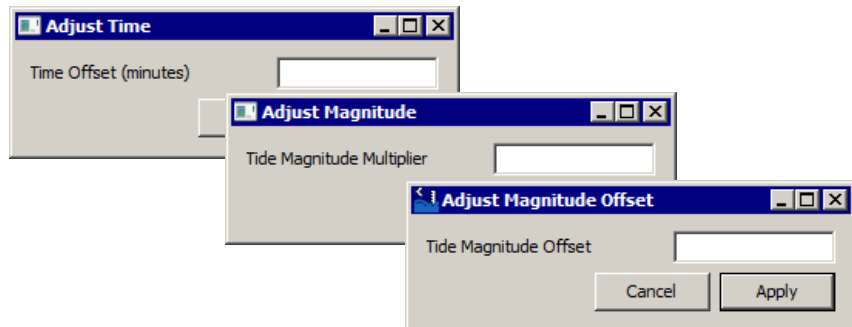 Adjust Time
Time Offset (minutes)
Adjust Magnitude
Tide Magnitude Multiplier
Adjust Magnitude Offset
Tide Magnitude Offset
Cancel
Apply